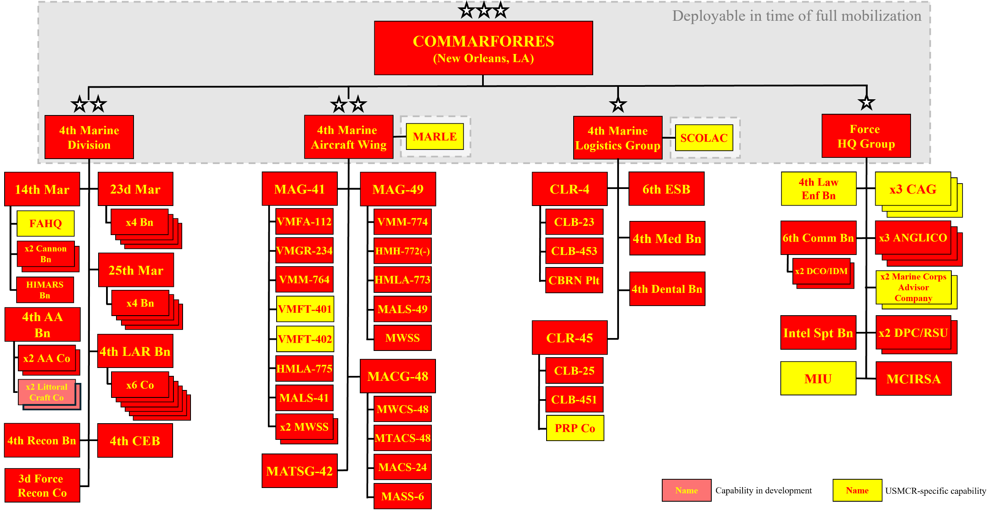 Deployable in time of full mobilization
COMMARFORRES
(New Orleans, LA)
4th Marine
Division
4th Marine
Aircraft Wing
MARLE
4th Marine
Logistics Group
SCOLAC
Force
HQ Group
14th Mar
FAHQ
x2 Cannon
Bn
HIMARS
Bn
4th AA
Bn
x2 AA Co
x2 Littoral
Craft Co
4th Recon Bn
3d Force
Recon Co
23d Mar
x4 Bn
25th Mar
x4 Bn
4th LAR Bn
x6 Co
4th CEB
MAG-41
VMFA-112
VMGR-234
VMM-764
VMFT-401
VMFT-402
HMLA-775
MALS-41
x2 MWSS
MATSG-42
MAG-49
VMM-774
HMH-772(-)
HMLA-773
MALS-49
MWSS
MACG-48
MWCS-48
MTACS-48
MACS-24
MASS-6
CLR-4
CLB-23
CLB-453
CBRN Plt
CLR-45
CLB-25
CLB-451
PRP Co
6th ESB
4th Med Bn
4th Dental Bn
4th Law
Enf Bn
6th Comm Bn
x2 DCO/IDM
Intel Spt Bn
MIU
x3 CAG
x3 ANGLICO
x2 Marine Corps
Advisor
Company
x2 DPC/RSU
MCIRSA
Name
Capability in development
Name
USMCR-specific capability